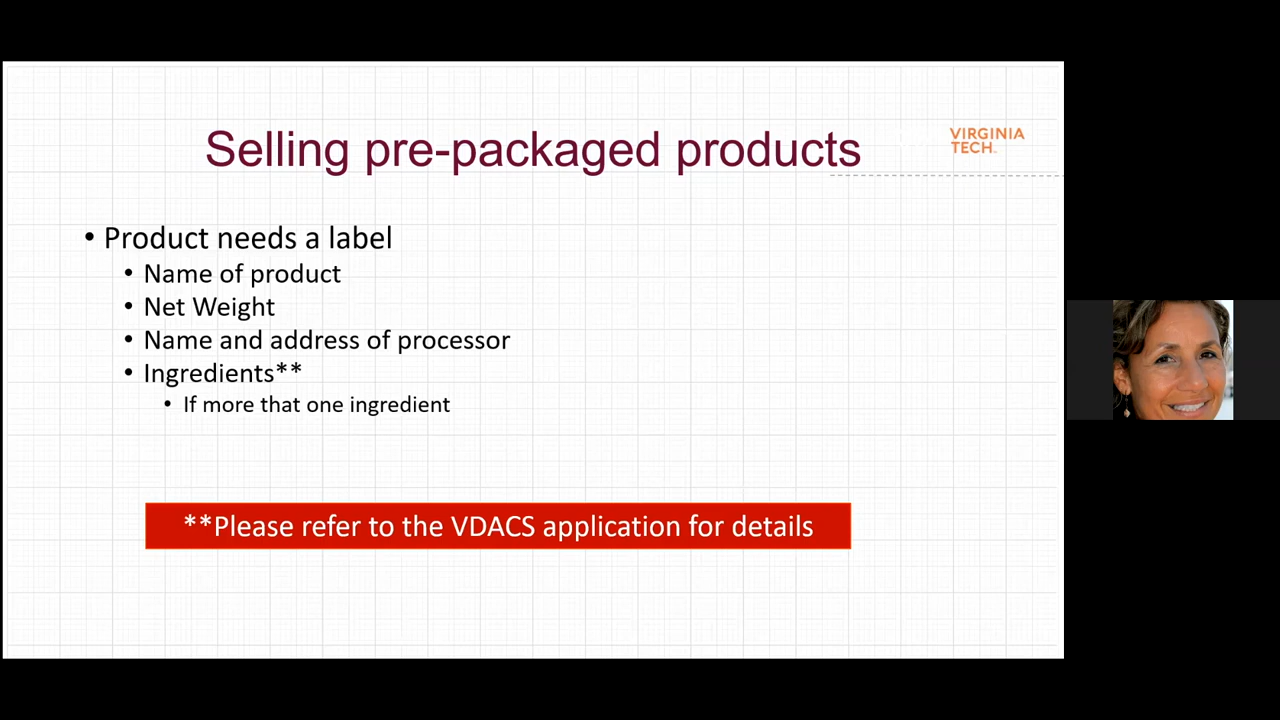 Selling pre-packaged products
VIRGINIA
TECH
• Product needs a label
• Name of product
• Net Weight
• Name and address of processor
• Ingredients**
• If more that one ingredient
**Please refer to the VDACS application for details